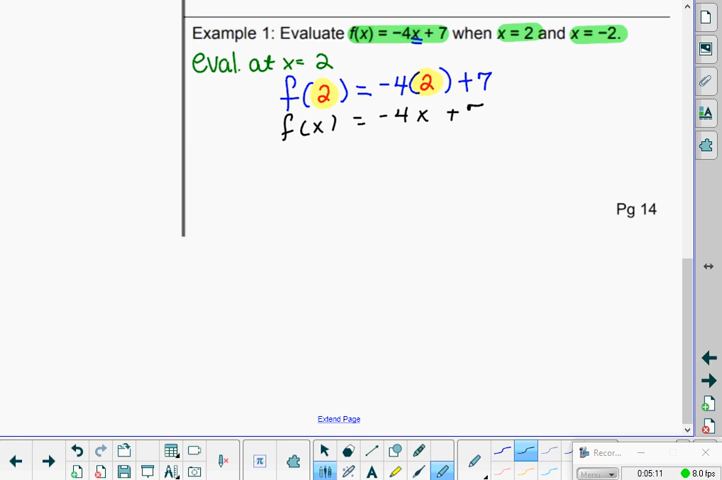 Example 1: Evaluate f(x) = −4x + 7 when x = 2 and x = −2.
eval. at x = 2
f(2) = -4(2) + 7
f(x) = -4x +
Pg 14
Extend Page
Recor...
Menu
0:05:11
8.0 fps